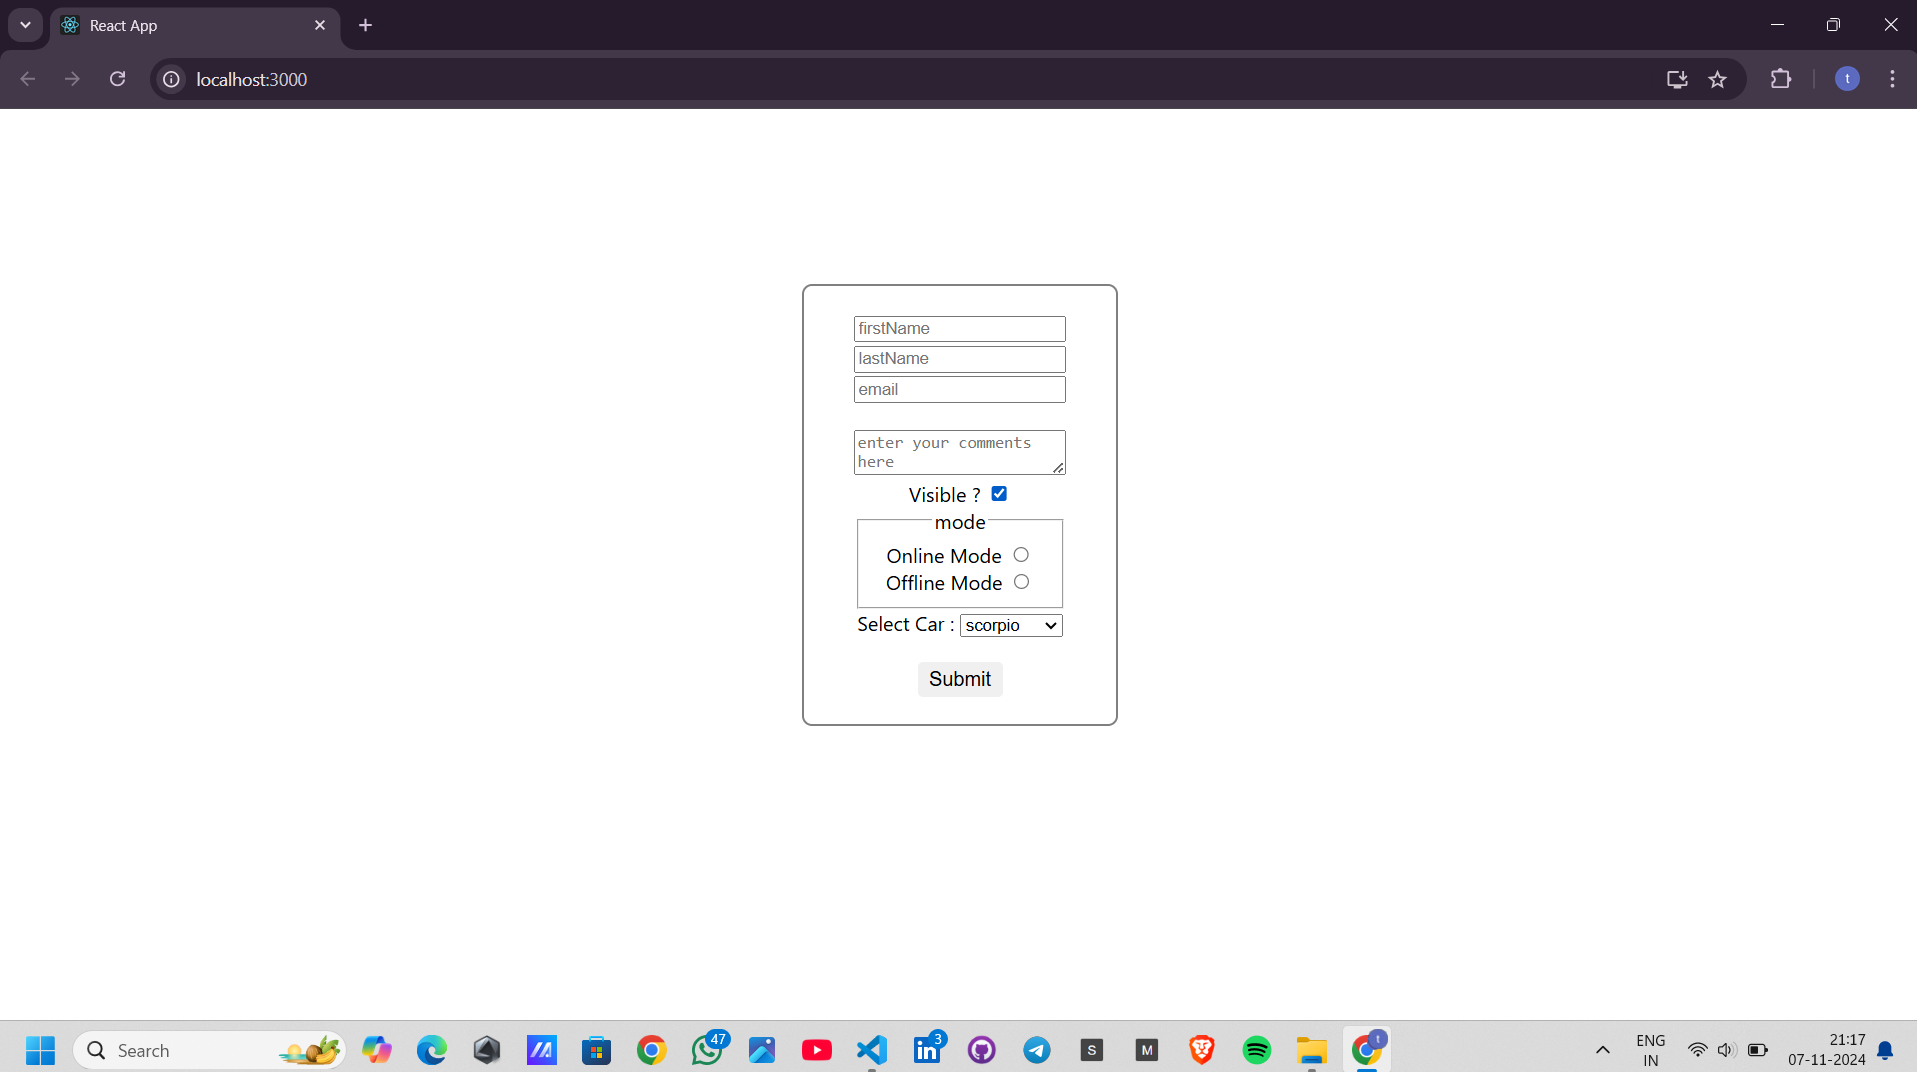 React App
localhost:3000
t
firstName
lastName
email
enter your comments
here
Visible ?
mode
Online Mode
Offline Mode
Select Car : scorpio
Submit
Search
47
in
3
S
M
t
ENG
IN
21:17
07-11-2024